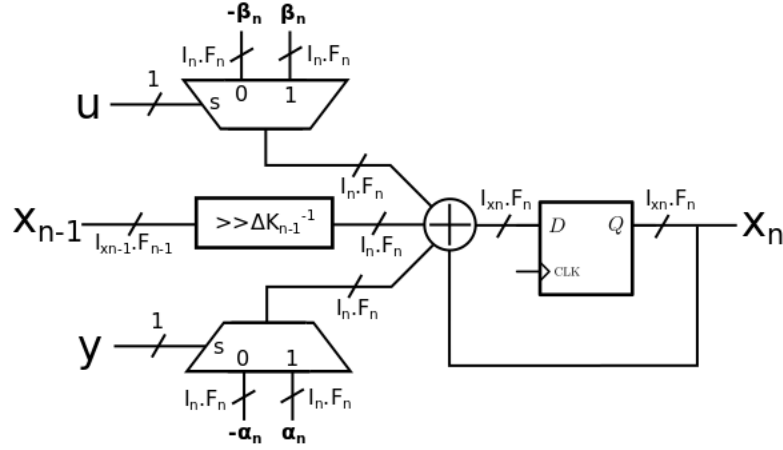 -βn βn
In.Fn In.Fn
1
u s 0 1
In.Fn
xn-1 >>ΔKn-1-1 Ixn.Fn D Q Ixn.Fn xn
Ixn-1.Fn-1 In.Fn
CLK
In.Fn
1
y s 0 1
In.Fn In.Fn
-αn αn